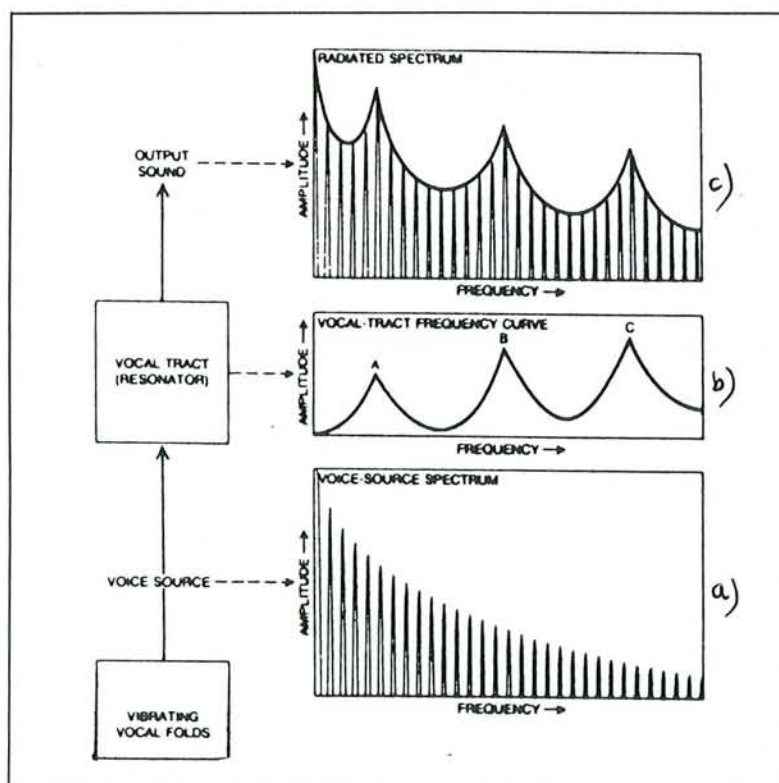 RADIATED SPECTRUM
OUTPUT
SOUND
AMPLITUDE →
c)
FREQUENCY →
VOCAL-TRACT FREQUENCY CURVE
A
B
C
VOCAL TRACT
(RESONATOR)
AMPLITUDE →
b)
FREQUENCY →
VOICE-SOURCE SPECTRUM
VOICE SOURCE
AMPLITUDE →
a)
FREQUENCY →
VIBRATING
VOCAL FOLDS